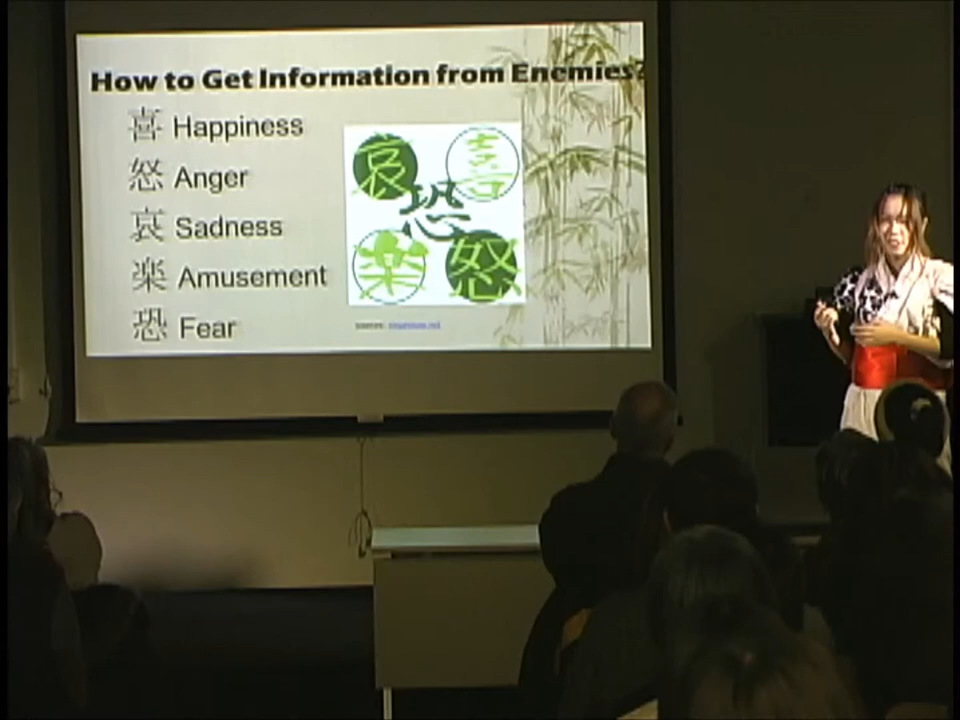 How to Get Information from Enemies?
喜 Happiness
怒 Anger
哀 Sadness
楽 Amusement
恐 Fear
哀 喜
恐
楽 怒